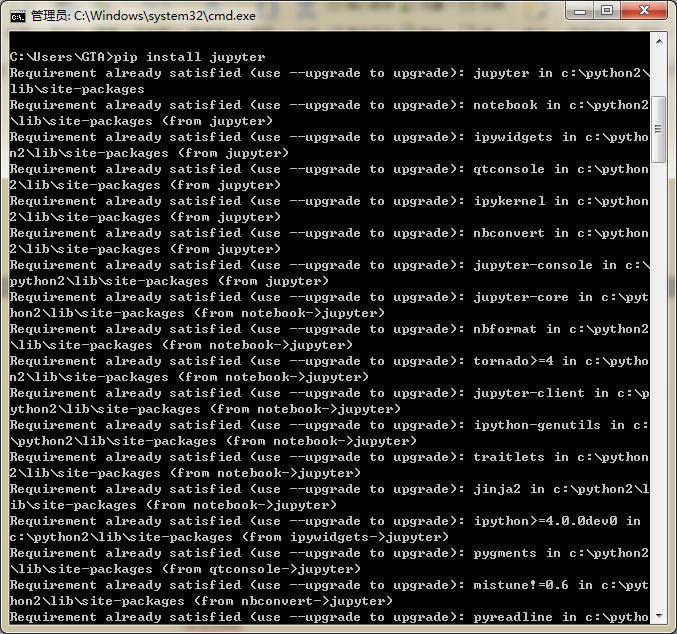 管理员: C:\Windows\system32\cmd.exe
C:\Users\GTA>pip install jupyter
Requirement already satisfied (use --upgrade to upgrade): jupyter in c:\python2\
lib\site-packages
Requirement already satisfied (use --upgrade to upgrade): notebook in c:\python2
\lib\site-packages (from jupyter)
Requirement already satisfied (use --upgrade to upgrade): ipywidgets in c:\pytho
n2\lib\site-packages (from jupyter)
Requirement already satisfied (use --upgrade to upgrade): qtconsole in c:\python
2\lib\site-packages (from jupyter)
Requirement already satisfied (use --upgrade to upgrade): ipykernel in c:\python
2\lib\site-packages (from jupyter)
Requirement already satisfied (use --upgrade to upgrade): nbconvert in c:\python
2\lib\site-packages (from jupyter)
Requirement already satisfied (use --upgrade to upgrade): jupyter-console in c:\
python2\lib\site-packages (from jupyter)
Requirement already satisfied (use --upgrade to upgrade): jupyter-core in c:\pyt
hon2\lib\site-packages (from notebook->jupyter)
Requirement already satisfied (use --upgrade to upgrade): nbformat in c:\python2
\lib\site-packages (from notebook->jupyter)
Requirement already satisfied (use --upgrade to upgrade): tornado>=4 in c:\pytho
n2\lib\site-packages (from notebook->jupyter)
Requirement already satisfied (use --upgrade to upgrade): jupyter-client in c:\p
ython2\lib\site-packages (from notebook->jupyter)
Requirement already satisfied (use --upgrade to upgrade): ipython-genutils in c:
\python2\lib\site-packages (from notebook->jupyter)
Requirement already satisfied (use --upgrade to upgrade): traitlets in c:\python
2\lib\site-packages (from notebook->jupyter)
Requirement already satisfied (use --upgrade to upgrade): jinja2 in c:\python2\l
ib\site-packages (from notebook->jupyter)
Requirement already satisfied (use --upgrade to upgrade): ipython>=4.0.0dev0 in
c:\python2\lib\site-packages (from ipywidgets->jupyter)
Requirement already satisfied (use --upgrade to upgrade): pygments in c:\python2
\lib\site-packages (from qtconsole->jupyter)
Requirement already satisfied (use --upgrade to upgrade): mistune!=0.6 in c:\pyt
hon2\lib\site-packages (from nbconvert->jupyter)
Requirement already satisfied (use --upgrade to upgrade): pyreadline in c:\pytho